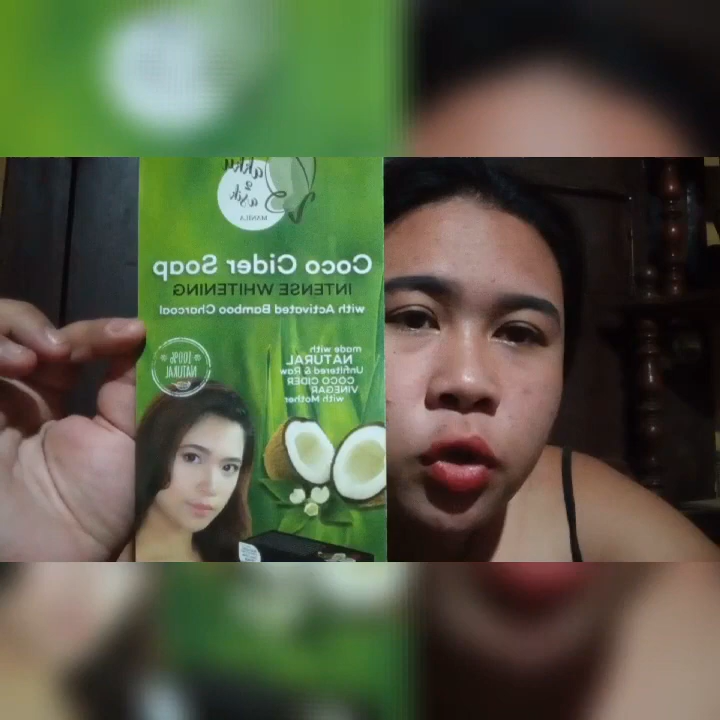 MANILA
Coco Cider Soap
INTENSE WHITENING
with Activated Bamboo Charcoal
100%
NATURAL
made with
NATURAL
Unfiltered & Raw
COCO CIDER
VINEGAR
with Mother